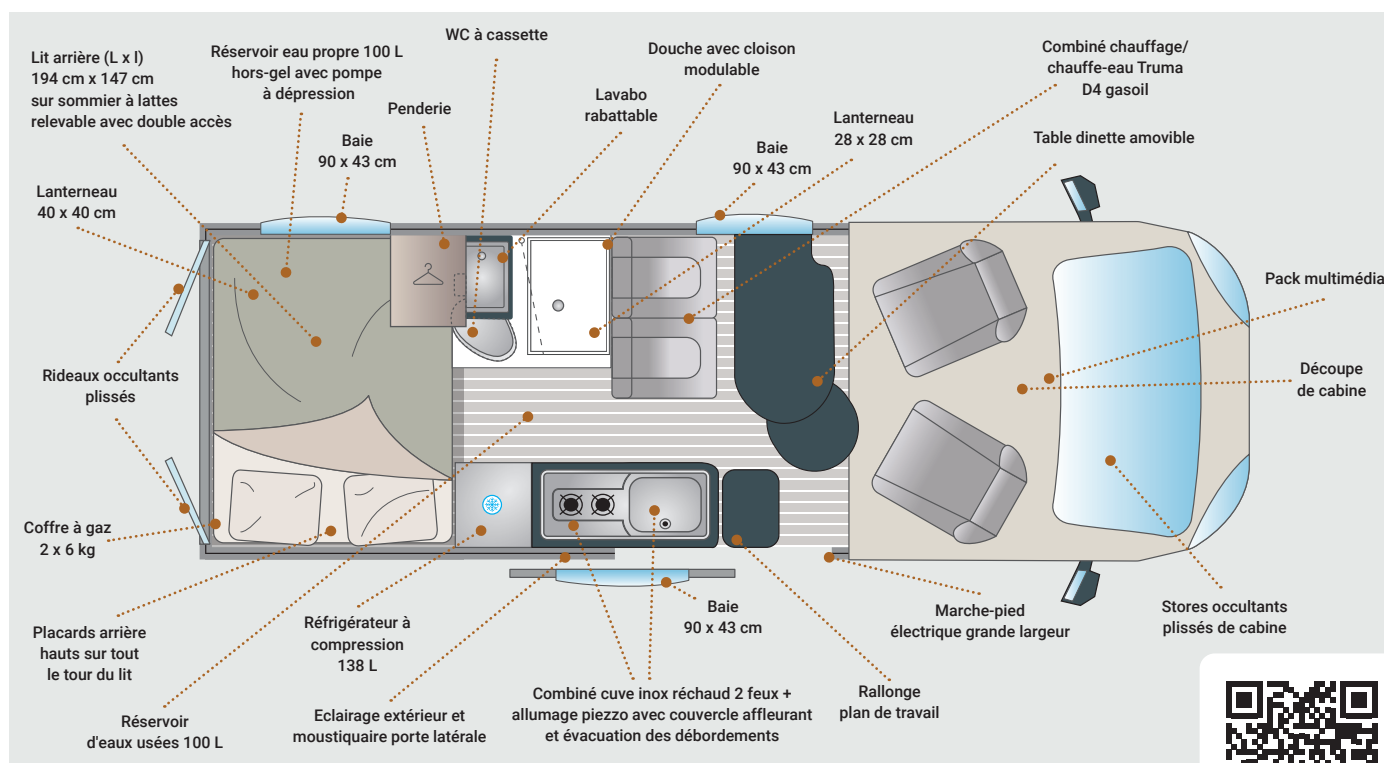 Lit arrière (L x l)
194 cm x 147 cm
sur sommier à lattes
relevable avec double accès
Réservoir eau propre 100 L
hors-gel avec pompe
à dépression
WC à cassette
Penderie
Lavabo
rabattable
Douche avec cloison
modulable
Combiné chauffage/
chauffe-eau Truma
D4 gasoil
Lanterneau
28 x 28 cm
Table dinette amovible
Baie
90 x 43 cm
Baie
90 x 43 cm
Lanterneau
40 x 40 cm
Pack multimédia
Rideaux occultants
plissés
Découpe
de cabine
Coffre à gaz
2 x 6 kg
Placards arrière
hauts sur tout
le tour du lit
Réfrigérateur à
compression
138 L
Baie
90 x 43 cm
Marche-pied
électrique grande largeur
Stores occultants
plissés de cabine
Réservoir
d'eaux usées 100 L
Eclairage extérieur et
moustiquaire porte latérale
Combiné cuve inox réchaud 2 feux +
allumage piezzo avec couvercle affleurant
et évacuation des débordements
Rallonge
plan de travail